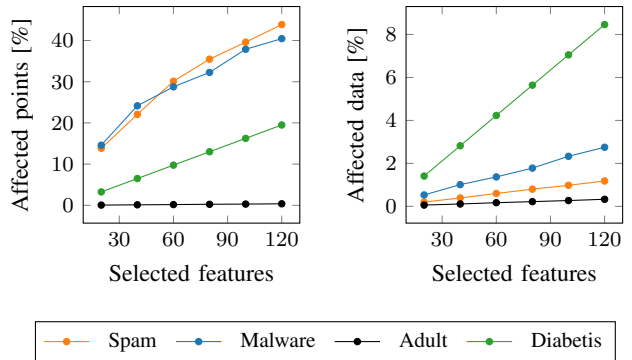 Affected points [%]
40
30
20
10
0
30 60 90 120
Selected features
Affected data [%]
8
6
4
2
0
30 60 90 120
Selected features
Spam Malware Adult Diabetis